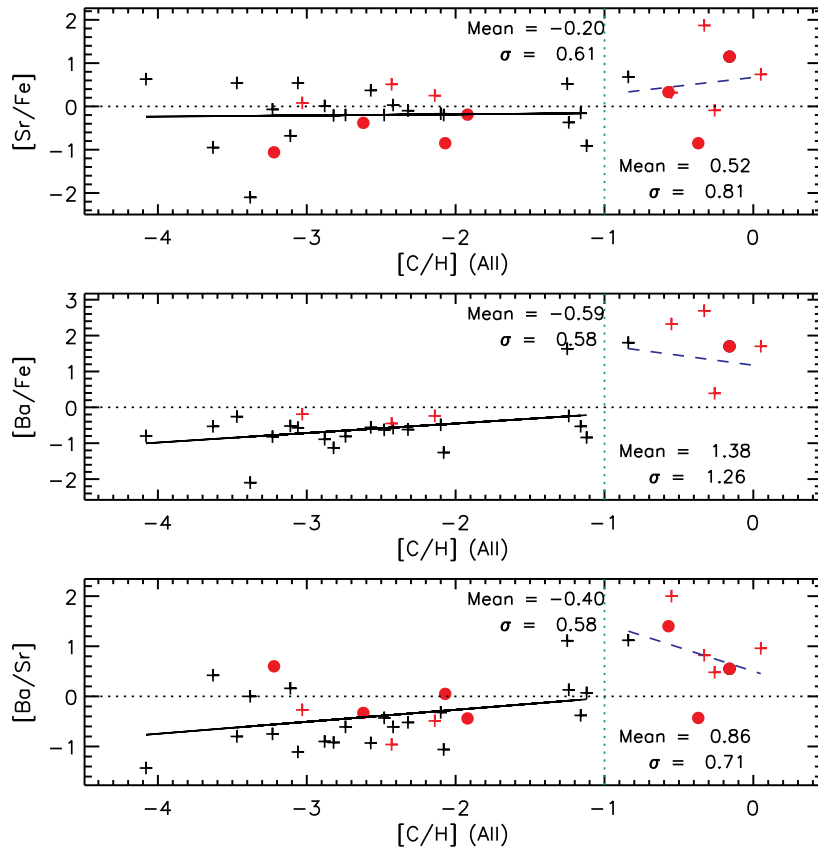 Mean = −0.20
σ = 0.61
2
1
0
−1
−2
[Sr/Fe]
Mean = 0.52
σ = 0.81
−4 −3 −2 −1 0
[C/H] (All)
Mean = −0.59
σ = 0.58
3
2
1
0
−1
−2
[Ba/Fe]
Mean = 1.38
σ = 1.26
−4 −3 −2 −1 0
[C/H] (All)
Mean = −0.40
σ = 0.58
2
1
0
−1
[Ba/Sr]
Mean = 0.86
σ = 0.71
−4 −3 −2 −1 0
[C/H] (All)